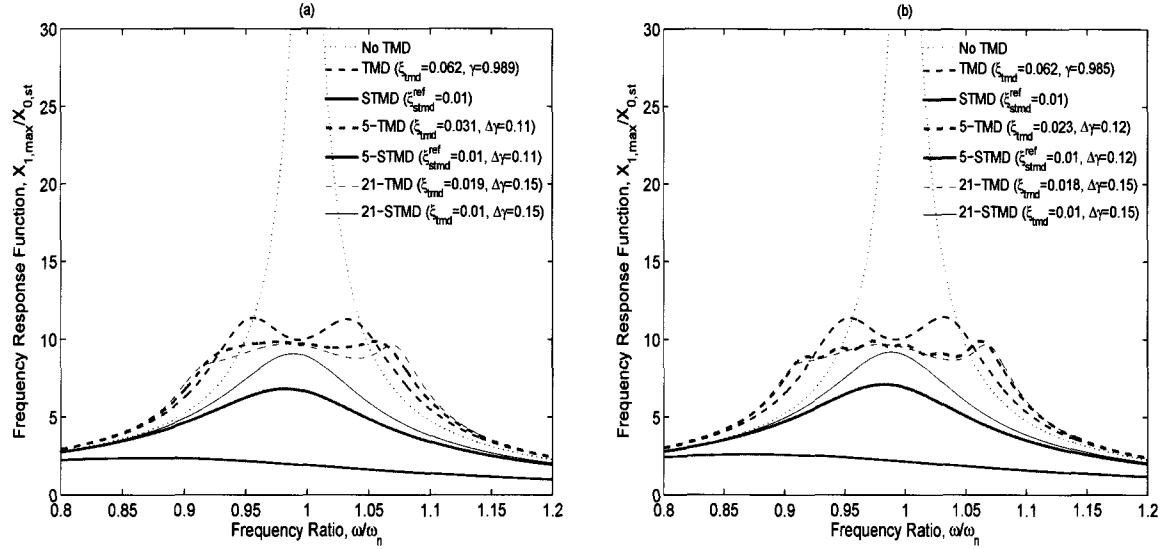 (a)
30
25
20
15
10
5
0
0.8
0.85
0.9
0.95
1
1.05
1.1
1.15
1.2
Frequency Response Function, X1,max/X0,st
Frequency Ratio, ω/ωn
No TMD
TMD (ξtmd=0.062, γ=0.989)
STMD (ξstmd^ref=0.01)
5-TMD (ξtmd=0.031, Δγ=0.11)
5-STMD (ξstmd^ref=0.01, Δγ=0.11)
21-TMD (ξtmd=0.019, Δγ=0.15)
21-STMD (ξtmd=0.01, Δγ=0.15)
(b)
30
25
20
15
10
5
0
0.8
0.85
0.9
0.95
1
1.05
1.1
1.15
1.2
Frequency Response Function, X1,max/X0,st
Frequency Ratio, ω/ωn
No TMD
TMD (ξtmd=0.062, γ=0.985)
STMD (ξstmd^ref=0.01)
5-TMD (ξtmd=0.023, Δγ=0.12)
5-STMD (ξstmd^ref=0.01, Δγ=0.12)
21-TMD (ξtmd=0.018, Δγ=0.15)
21-STMD (ξtmd=0.01, Δγ=0.15)